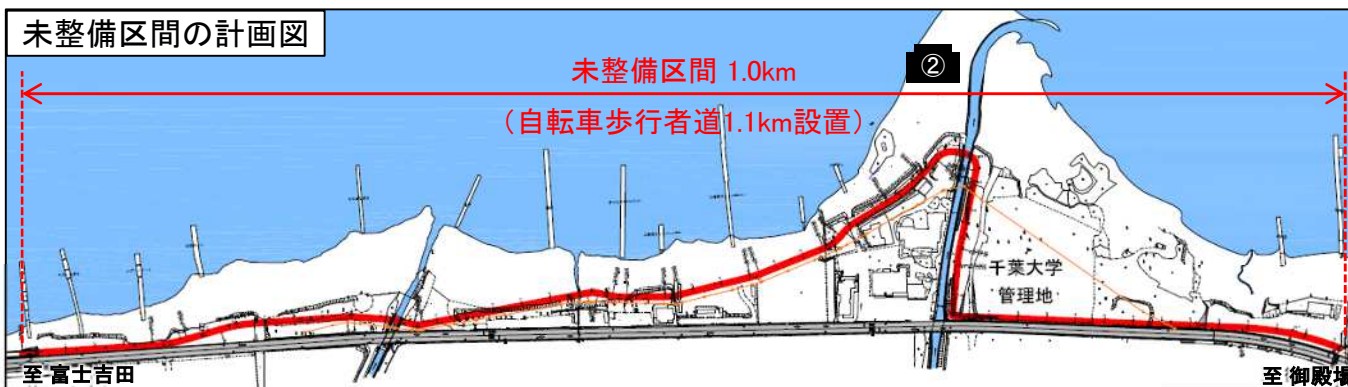 未整備区間の計画図
未整備区間 1.0km
(自転車歩行者道1.1km設置)
②
千葉大学
管理地
至 富士吉田
至 御殿場